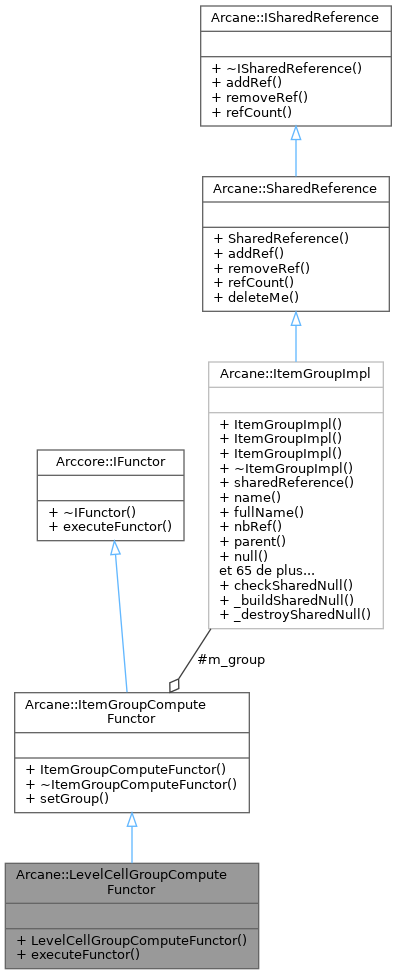 Arcane::ISharedReference
+ ~ISharedReference()
+ addRef()
+ removeRef()
+ refCount()
Arcane::SharedReference
+ SharedReference()
+ addRef()
+ removeRef()
+ refCount()
+ deleteMe()
Arcane::ItemGroupImpl
+ ItemGroupImpl()
+ ItemGroupImpl()
+ ItemGroupImpl()
+ ~ItemGroupImpl()
+ sharedReference()
+ name()
+ fullName()
+ nbRef()
+ parent()
+ null()
et 65 de plus...
+ checkSharedNull()
+ _buildSharedNull()
+ _destroySharedNull()
Arccore::IFunctor
+ ~IFunctor()
+ executeFunctor()
#m_group
Arcane::ItemGroupCompute
Functor
+ ItemGroupComputeFunctor()
+ ~ItemGroupComputeFunctor()
+ setGroup()
Arcane::LevelCellGroupCompute
Functor
+ LevelCellGroupComputeFunctor()
+ executeFunctor()